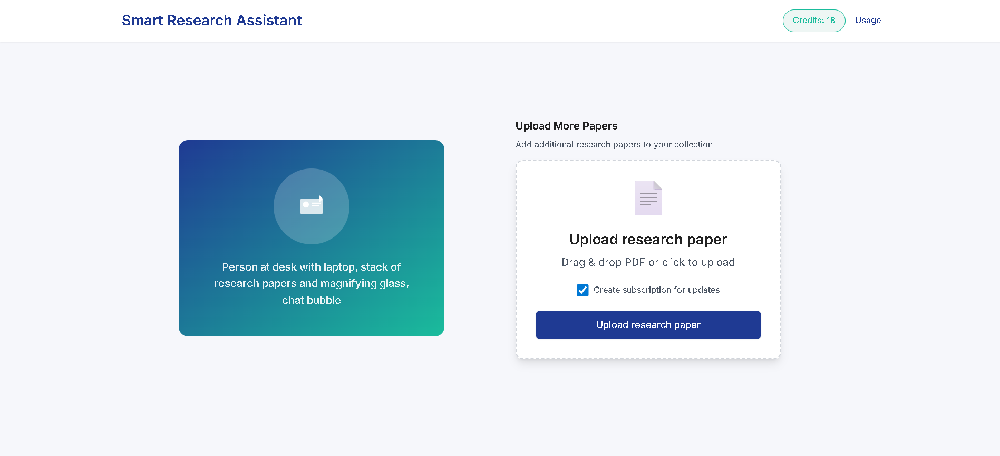 Smart Research Assistant
Credits: 18
Usage
Person at desk with laptop, stack of
research papers and magnifying glass,
chat bubble
Upload More Papers
Add additional research papers to your collection
Upload research paper
Drag & drop PDF or click to upload
Create subscription for updates
Upload research paper